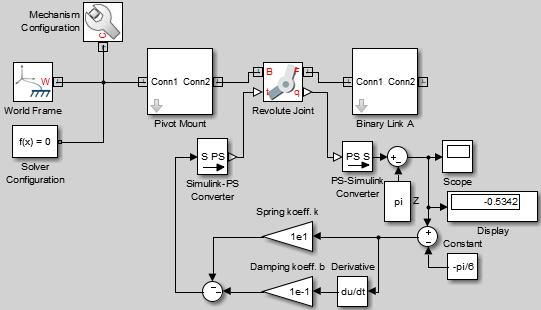 Mechanism
Configuration
C
W
World Frame
Conn1 Conn2
Pivot Mount
B F
t q
Revolute Joint
Conn1 Conn2
Binary Link A
f(x) = 0
Solver
Configuration
S PS
Simulink-PS
Converter
PS S
PS-Simulink
Converter
pi
Z
Scope
-0.5342
Display
Spring koeff. k
1e1
Constant
-pi/6
Damping koeff. b
1e-1
Derivative
du/dt